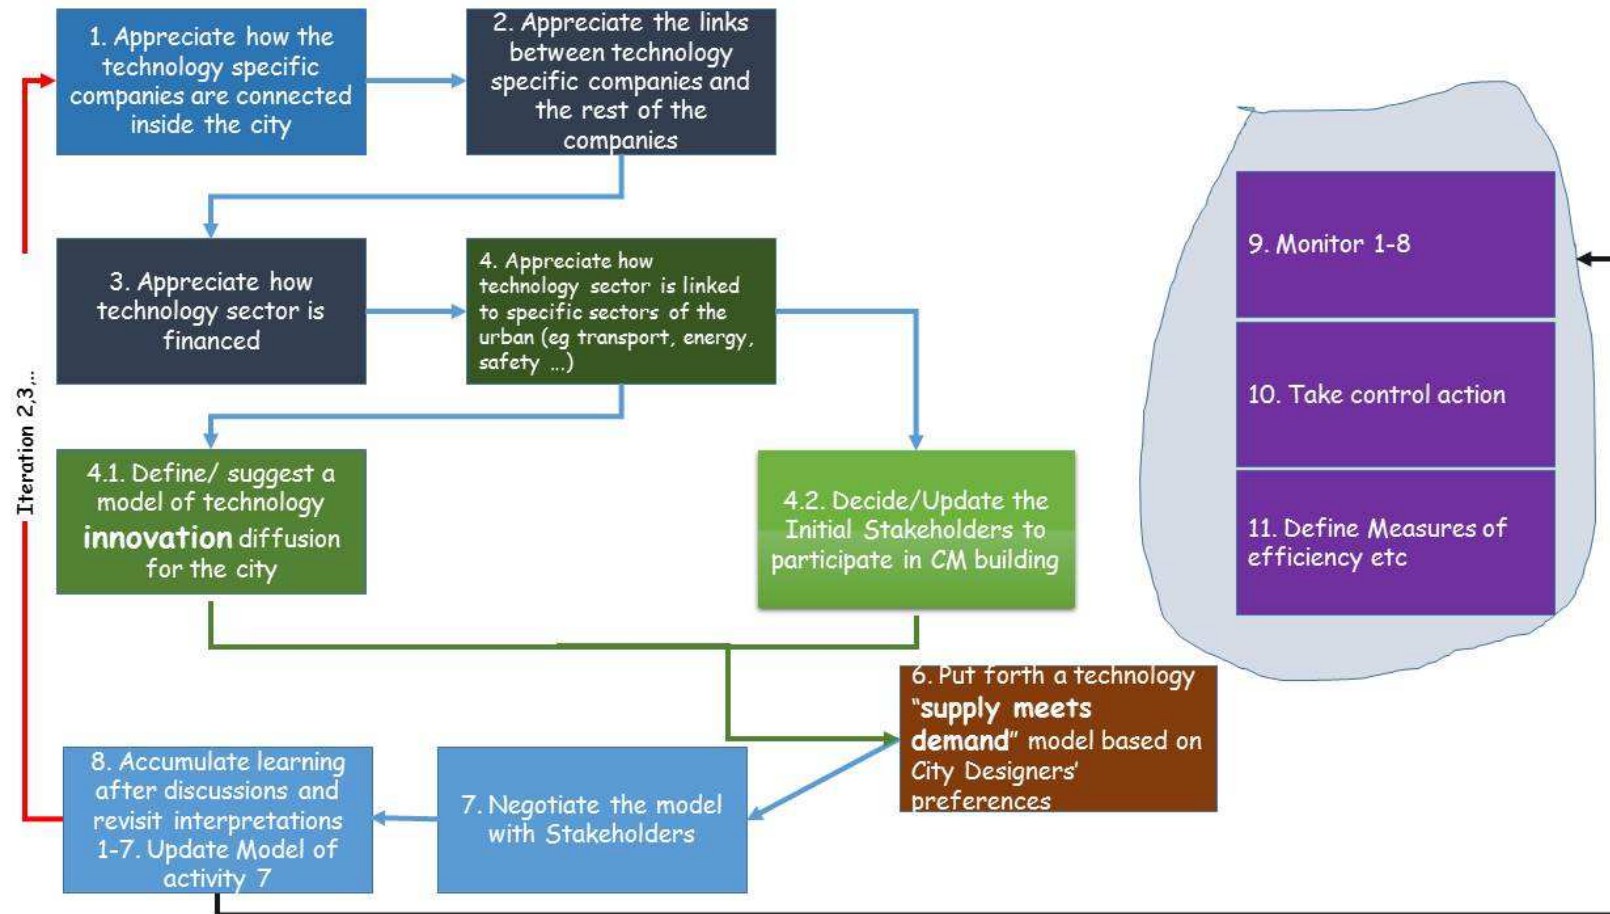 1. Appreciate how the
technology specific
companies are connected
inside the city
2. Appreciate the links
between technology
specific companies and
the rest of the
companies
3. Appreciate how
technology sector is
financed
4. Appreciate how
technology sector is linked
to specific sectors of the
urban (eg transport, energy,
safety ...)
Iteration 2,3,..
4.1. Define/ suggest a
model of technology
innovation diffusion
for the city
4.2. Decide/Update the
Initial Stakeholders to
participate in CM building
6. Put forth a technology
“supply meets
demand” model based on
City Designers’
preferences
7. Negotiate the model
with Stakeholders
8. Accumulate learning
after discussions and
revisit interpretations
1-7. Update Model of
activity 7
9. Monitor 1-8
10. Take control action
11. Define Measures of
efficiency etc